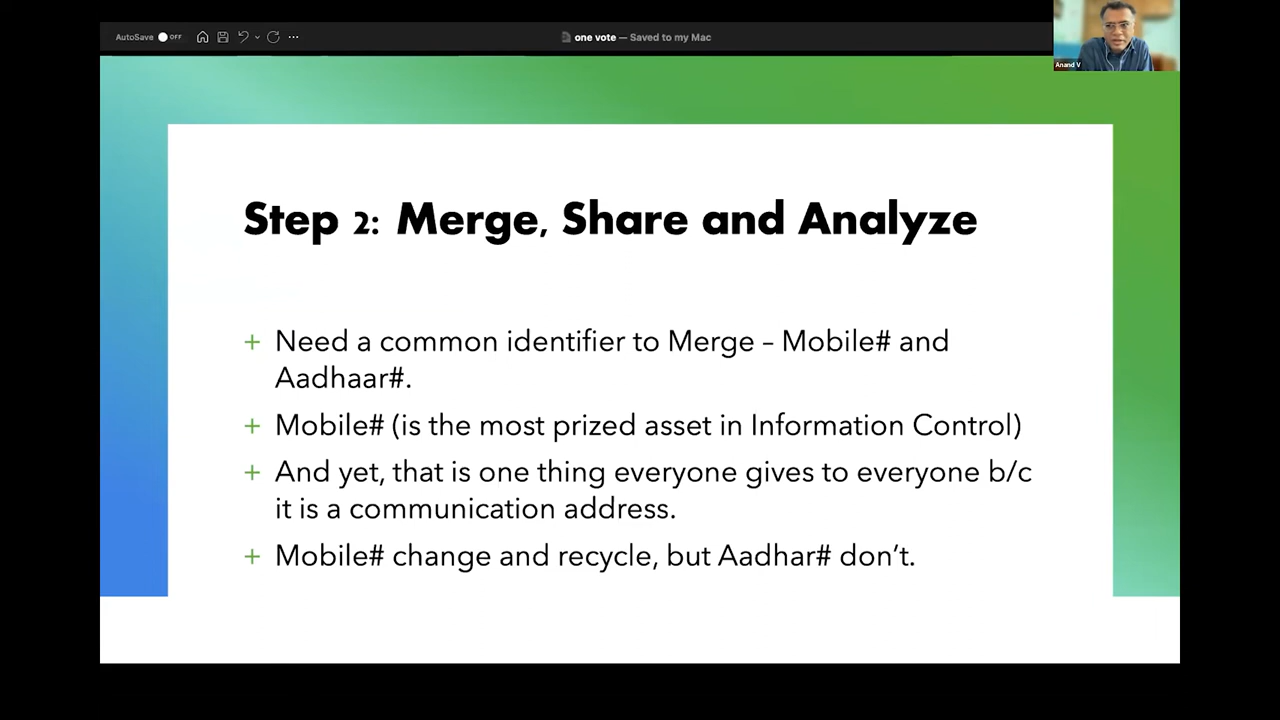 AutoSave OFF
one vote — Saved to my Mac
Anand V
Step 2: Merge, Share and Analyze
+ Need a common identifier to Merge – Mobile# and
Aadhaar#.
+ Mobile# (is the most prized asset in Information Control)
+ And yet, that is one thing everyone gives to everyone b/c
it is a communication address.
+ Mobile# change and recycle, but Aadhar# don't.